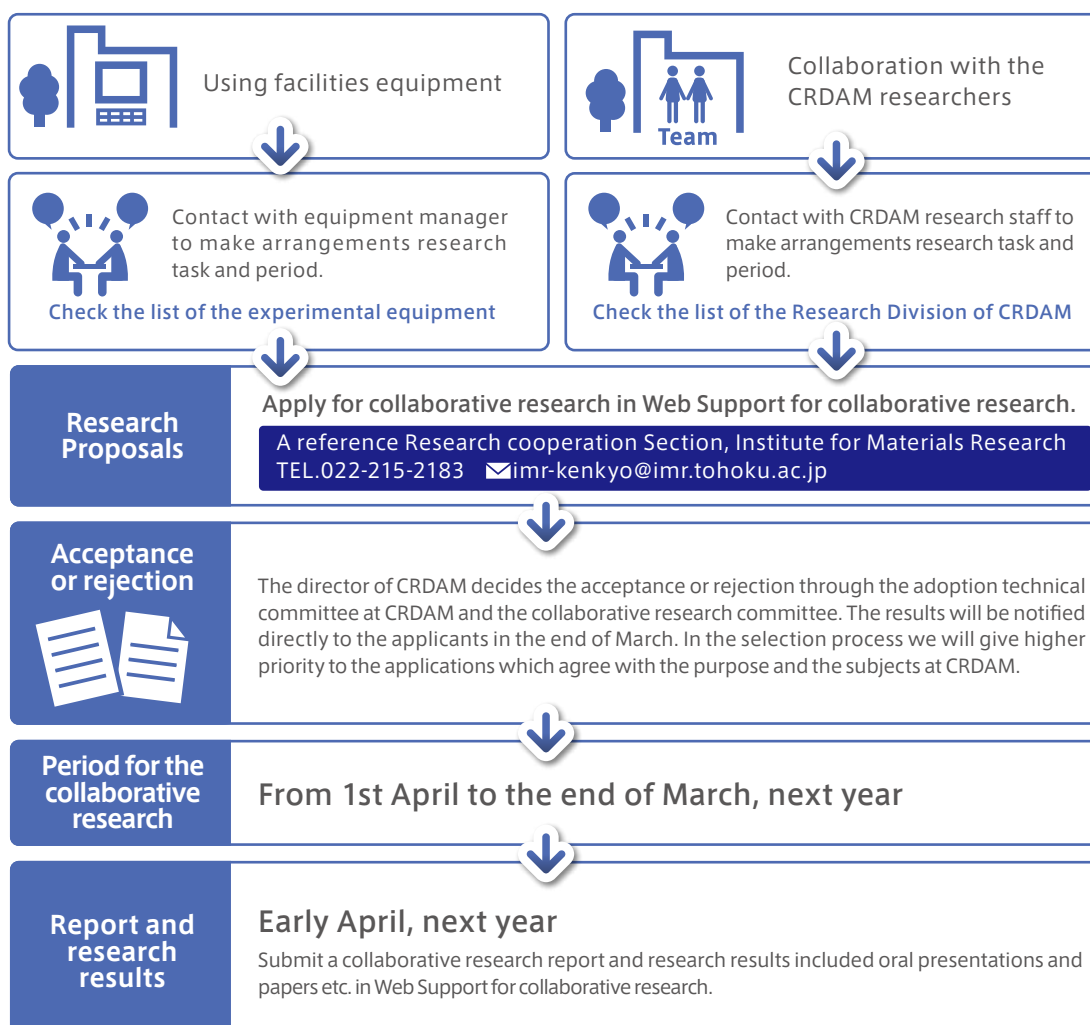 Using facilities equipment
Contact with equipment manager
to make arrangements research
task and period.
Check the list of the experimental equipment
Collaboration with the
CRDAM researchers
Team
Contact with CRDAM research staff to
make arrangements research task and
period.
Check the list of the Research Division of CRDAM
Research
Proposals
Apply for collaborative research in Web Support for collaborative research.
A reference Research cooperation Section, Institute for Materials Research
TEL.022-215-2183 imr-kenkyo@imr.tohoku.ac.jp
Acceptance
or rejection
The director of CRDAM decides the acceptance or rejection through the adoption technical
committee at CRDAM and the collaborative research committee. The results will be notified
directly to the applicants in the end of March. In the selection process we will give higher
priority to the applications which agree with the purpose and the subjects at CRDAM.
Period for the
collaborative
research
From 1st April to the end of March, next year
Report and
research
results
Early April, next year
Submit a collaborative research report and research results included oral presentations and
papers etc. in Web Support for collaborative research.